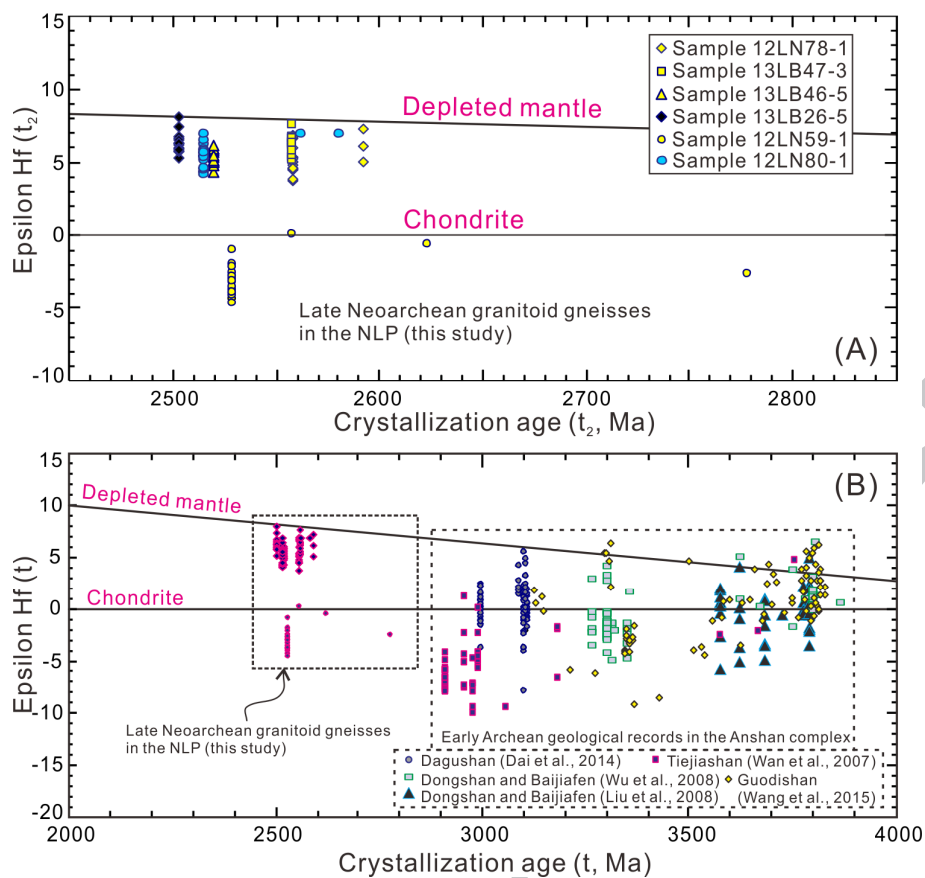 15
10
5
0
-5
-10
Epsilon Hf (t2)
Sample 12LN78-1
Sample 13LB47-3
Sample 13LB46-5
Sample 13LB26-5
Sample 12LN59-1
Sample 12LN80-1
Depleted mantle
Chondrite
Late Neoarchean granitoid gneisses
in the NLP (this study)
(A)
2500 2600 2700 2800
Crystallization age (t2, Ma)
15
10
5
0
-5
-10
-15
-20
Epsilon Hf (t)
(B)
Depleted mantle
Chondrite
Late Neoarchean granitoid gneisses
in the NLP (this study)
Early Archean geological records in the Anshan complex
Dagushan (Dai et al., 2014) Tiejiashan (Wan et al., 2007)
Dongshan and Baijiafen (Wu et al., 2008) Guodishan
Dongshan and Baijiafen (Liu et al., 2008) (Wang et al., 2015)
2000 2500 3000 3500 4000
Crystallization age (t, Ma)